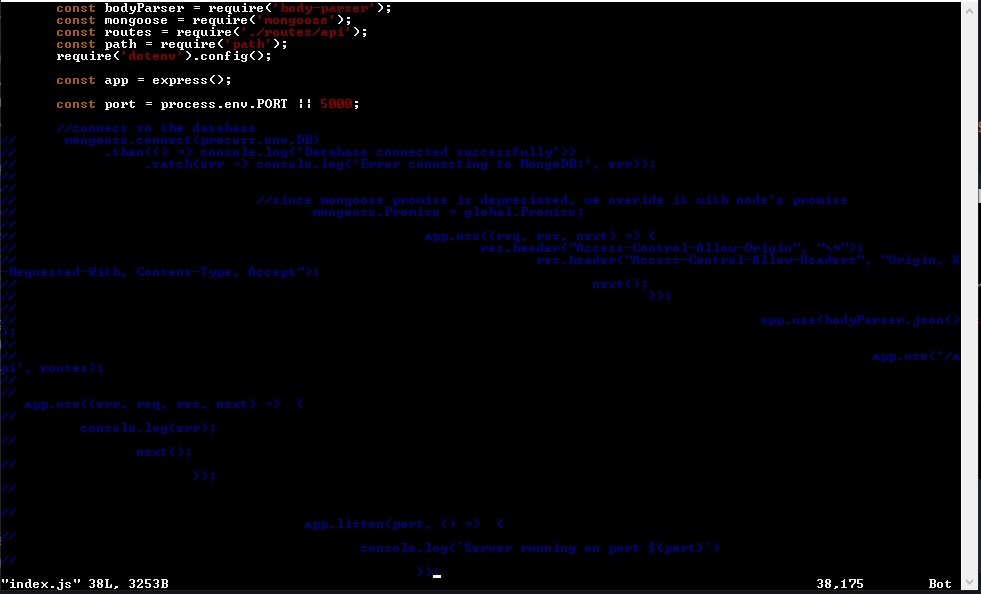 const bodyParser = require('body-parser');
const mongoose = require('mongoose');
const routes = require('./routes/api');
const path = require('path');
require('dotenv').config();
const app = express();
const port = process.env.PORT || 5000;
//connect to the database
// mongoose.connect(process.env.DB)
// .then(() => console.log('Database connected successfully'))
// .catch(err => console.log('Error connecting to MongoDB:', err));
//
//
// //since mongoose promise is depreciated, we overide it with node's promise
// mongoose.Promise = global.Promise;
//
// app.use((req, res, next) => {
// res.header("Access-Control-Allow-Origin", "\*");
// res.header("Access-Control-Allow-Headers", "Origin, X
-Requested-With, Content-Type, Accept");
// next();
// });
//
// app.use(bodyParser.json()
);
//
// app.use('/a
pi', routes);
//
//
app.use((err, req, res, next) => {
//
console.log(err);
//
next();
//
});
//
//
app.listen(port, () => {
//
console.log(`Server running on port ${port}`)
//
});
"index.js" 38L, 3253B 38,175 Bot